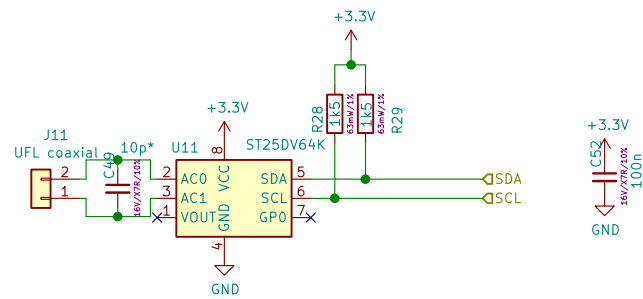 +3.3V
J11
UFL coaxial
2
1
10p*
C49
16V/X7R/10%
+3.3V
U11
ST25DV64K
8
VCC
2
AC0
3
AC1
1
VOUT
GND
4
GND
SDA
5
SCL
6
GPO
7
R28
1k5
63mW/1%
1k5
63mW/1%
R29
SDA
SCL
+3.3V
C52
16V/X7R/10%
100n
GND